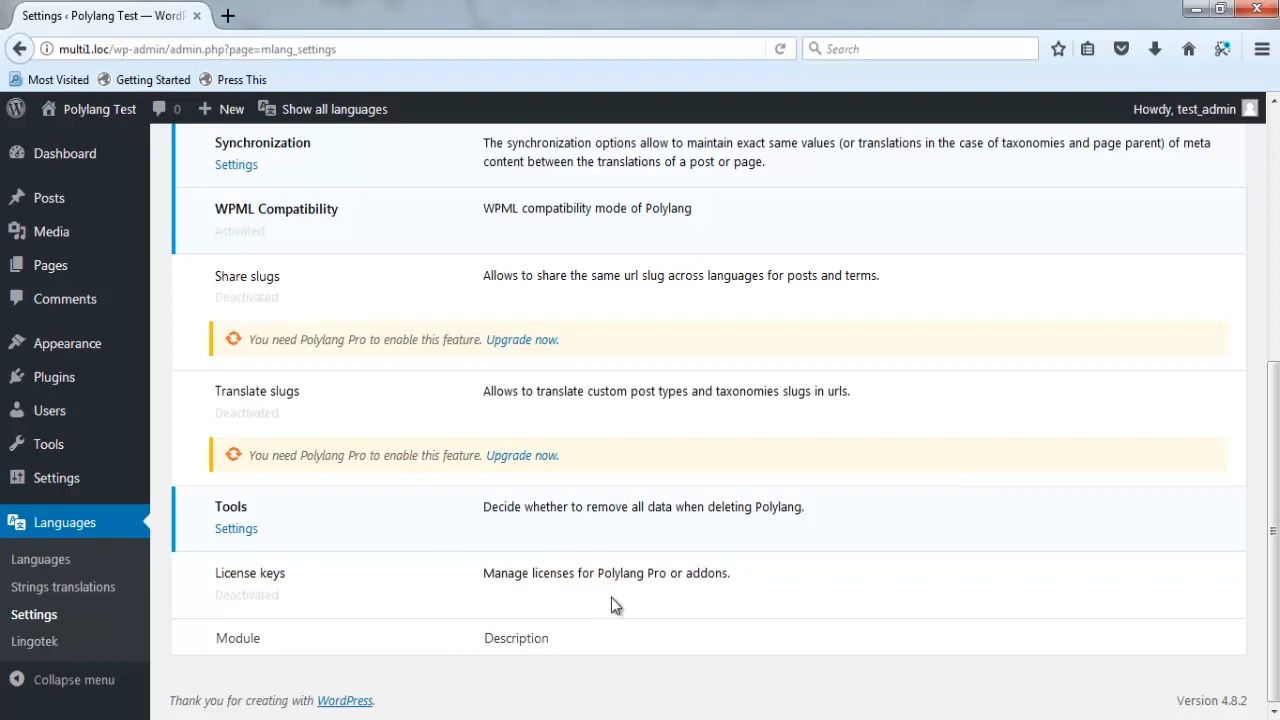 Settings ‹ Polylang Test — WordP
multi1.loc/wp-admin/admin.php?page=mlang_settings
Search
Most Visited
Getting Started
Press This
Polylang Test
0
New
Show all languages
Howdy, test_admin
Dashboard
Posts
Media
Pages
Comments
Appearance
Plugins
Users
Tools
Settings
Languages
Languages
Strings translations
Settings
Lingotek
Collapse menu
Synchronization
Settings
The synchronization options allow to maintain exact same values (or translations in the case of taxonomies and page parent) of meta
content between the translations of a post or page.
WPML Compatibility
Activated
WPML compatibility mode of Polylang
Share slugs
Deactivated
Allows to share the same url slug across languages for posts and terms.
You need Polylang Pro to enable this feature. Upgrade now.
Translate slugs
Deactivated
Allows to translate custom post types and taxonomies slugs in urls.
You need Polylang Pro to enable this feature. Upgrade now.
Tools
Settings
Decide whether to remove all data when deleting Polylang.
License keys
Deactivated
Manage licenses for Polylang Pro or addons.
Module
Description
Thank you for creating with WordPress.
Version 4.8.2